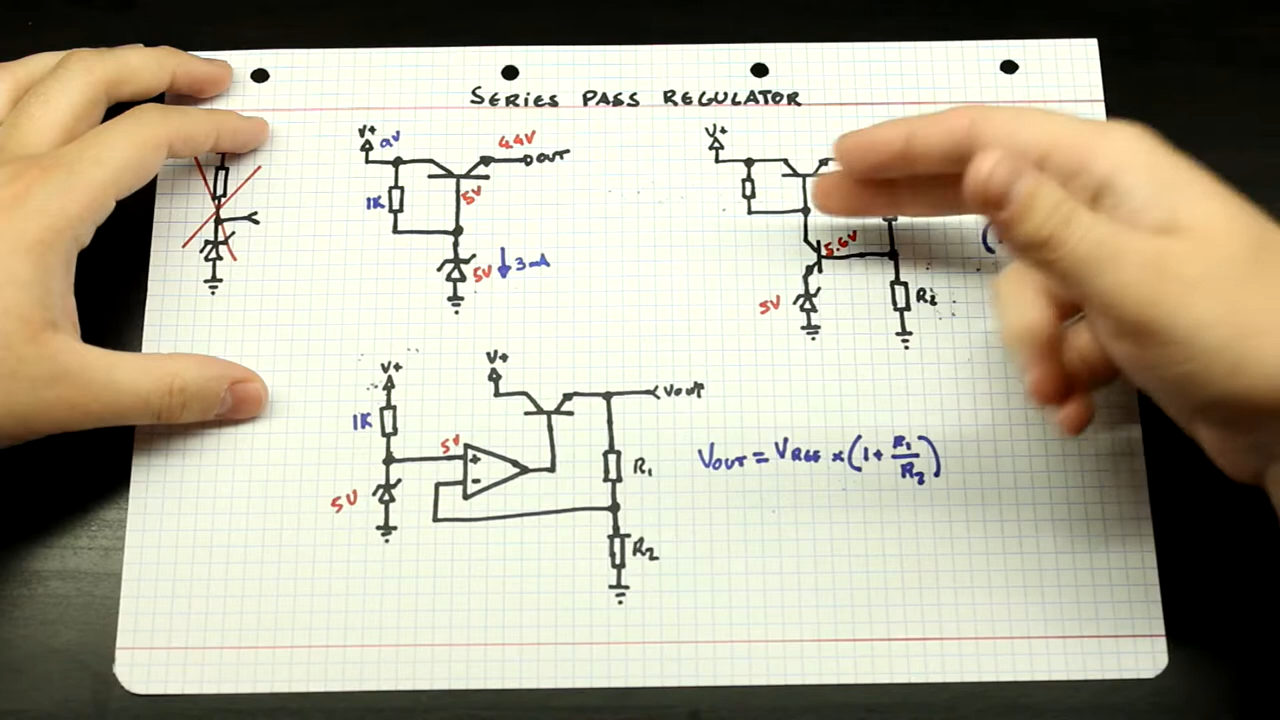 SERIES PASS REGULATOR
V+ 9V
4.4V
OUT
1K
5V
5V ↓ 3mA
V+
5.6V
5V
R2
V+
1K
5V
5V
+
-
V+
VOUT
R1
R2
VOUT = VREF × (1 + R1/R2)
(